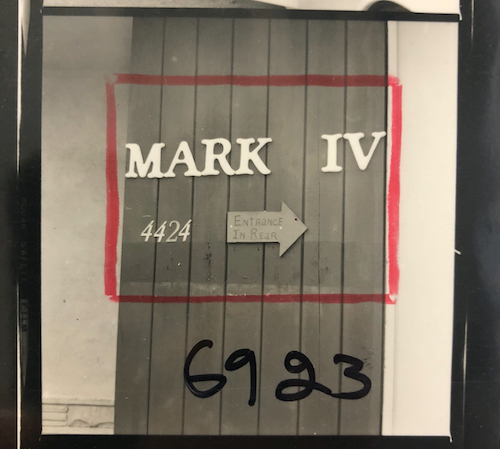 MARK IV
4424
ENTRANCE
IN REAR
6923